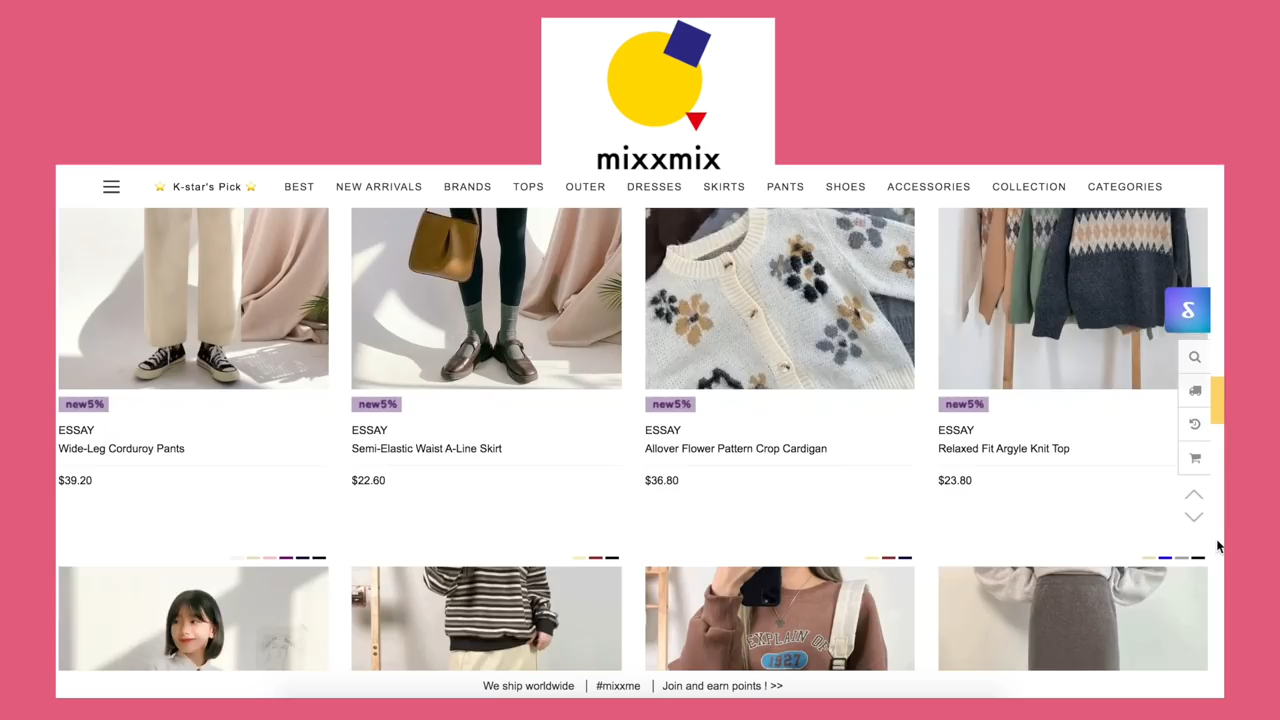 mixxmix
K-star's Pick BEST NEW ARRIVALS BRANDS TOPS OUTER DRESSES SKIRTS PANTS SHOES ACCESSORIES COLLECTION CATEGORIES
new5% new5% new5% new5%
ESSAY ESSAY ESSAY ESSAY
Wide-Leg Corduroy Pants Semi-Elastic Waist A-Line Skirt Allover Flower Pattern Crop Cardigan Relaxed Fit Argyle Knit Top
$39.20 $22.60 $36.80 $23.80
EXPLAIN OF
1927
We ship worldwide | #mixxme | Join and earn points ! >>